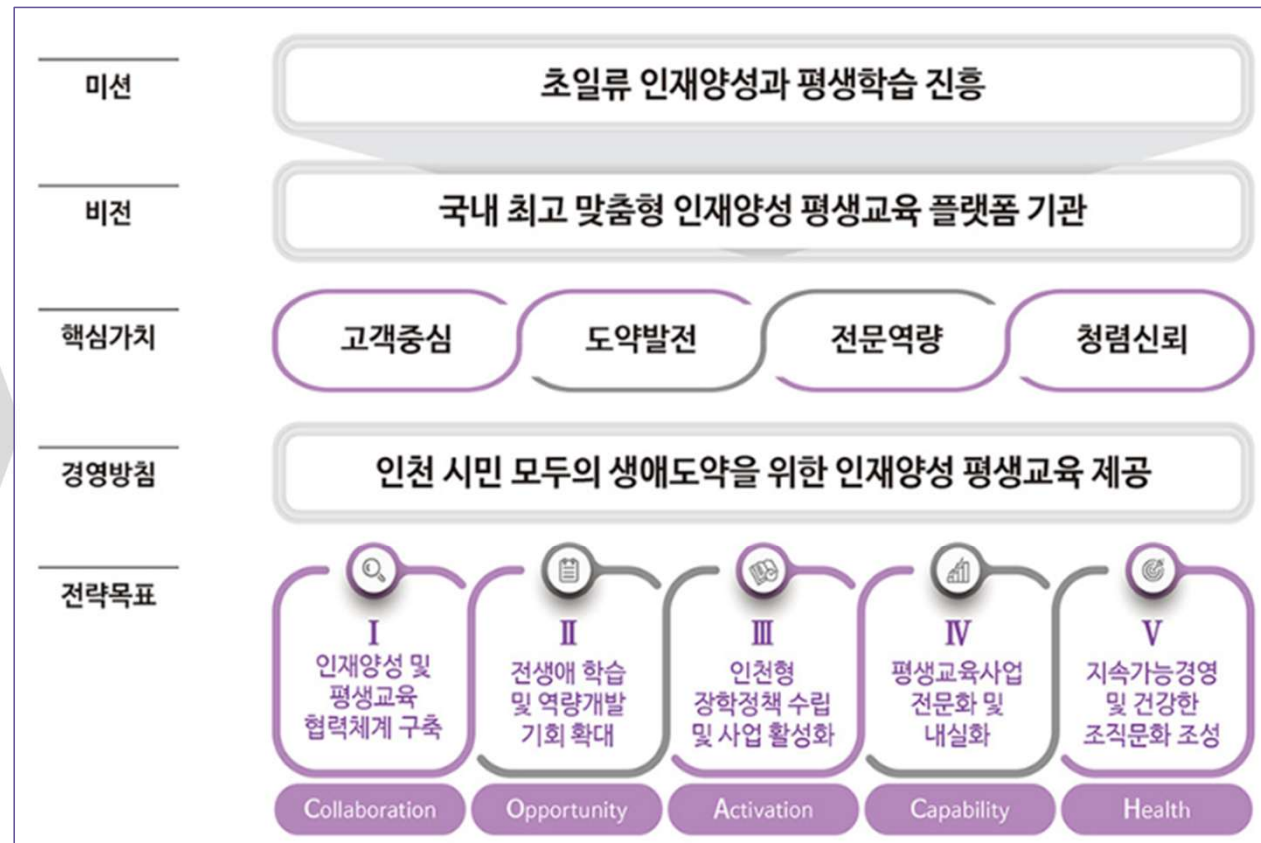 미션
초일류 인재양성과 평생학습 진흥
비전
국내 최고 맞춤형 인재양성 평생교육 플랫폼 기관
핵심가치
고객중심
도약발전
전문역량
청렴신뢰
경영방침
인천 시민 모두의 생애도약을 위한 인재양성 평생교육 제공
전략목표
Ⅰ
인재양성 및
평생교육
협력체계 구축
Collaboration
Ⅱ
전생애 학습
및 역량개발
기회 확대
Opportunity
Ⅲ
인천형
장학정책 수립
및 사업 활성화
Activation
Ⅳ
평생교육사업
전문화 및
내실화
Capability
Ⅴ
지속가능경영
및 건강한
조직문화 조성
Health